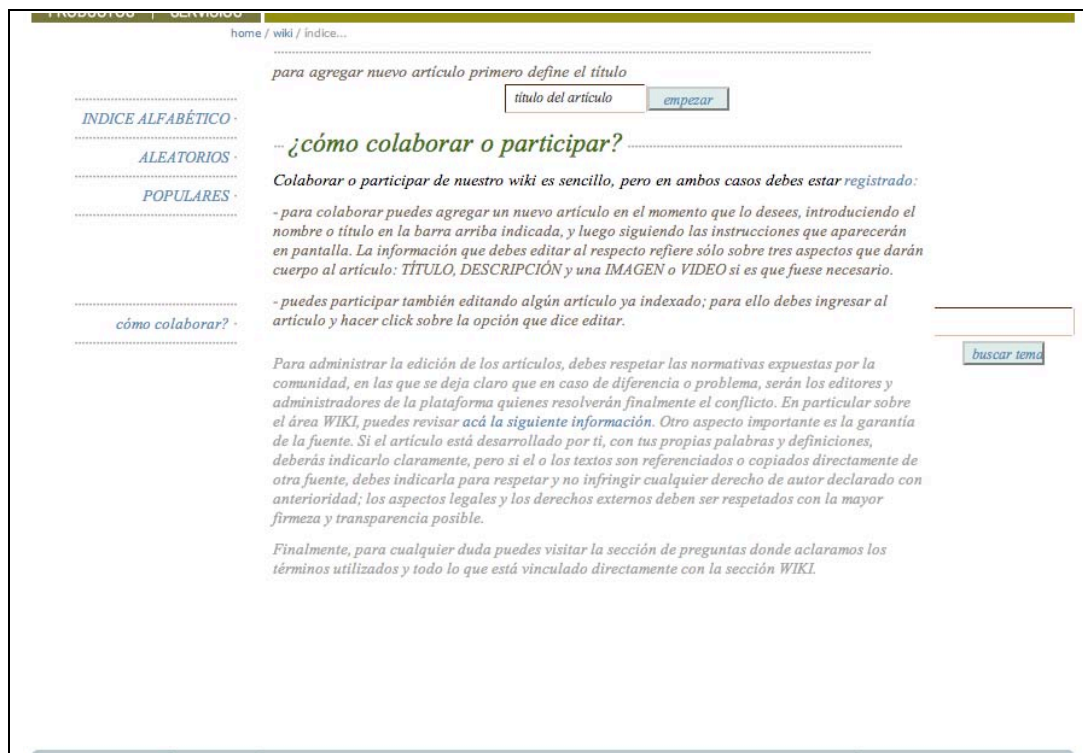 PRODUCTOS | SERVICIOS
home / wiki / índice...
para agregar nuevo artículo primero define el título
título del artículo
empezar
INDICE ALFABÉTICO ·
ALEATORIOS ·
POPULARES ·
cómo colaborar? ·
¿cómo colaborar o participar?
Colaborar o participar de nuestro wiki es sencillo, pero en ambos casos debes estar registrado:
- para colaborar puedes agregar un nuevo artículo en el momento que lo desees, introduciendo el
nombre o título en la barra arriba indicada, y luego siguiendo las instrucciones que aparecerán
en pantalla. La información que debes editar al respecto refiere sólo sobre tres aspectos que darán
cuerpo al artículo: TÍTULO, DESCRIPCIÓN y una IMAGEN o VIDEO si es que fuese necesario.
- puedes participar también editando algún artículo ya indexado; para ello debes ingresar al
artículo y hacer click sobre la opción que dice editar.
Para administrar la edición de los artículos, debes respetar las normativas expuestas por la
comunidad, en las que se deja claro que en caso de diferencia o problema, serán los editores y
administradores de la plataforma quienes resolverán finalmente el conflicto. En particular sobre
el área WIKI, puedes revisar acá la siguiente información. Otro aspecto importante es la garantía
de la fuente. Si el artículo está desarrollado por ti, con tus propias palabras y definiciones,
deberás indicarlo claramente, pero si el o los textos son referenciados o copiados directamente de
otra fuente, debes indicarla para respetar y no infringir cualquier derecho de autor declarado con
anterioridad; los aspectos legales y los derechos externos deben ser respetados con la mayor
firmeza y transparencia posible.
Finalmente, para cualquier duda puedes visitar la sección de preguntas donde aclaramos los
términos utilizados y todo lo que está vinculado directamente con la sección WIKI.
buscar tema